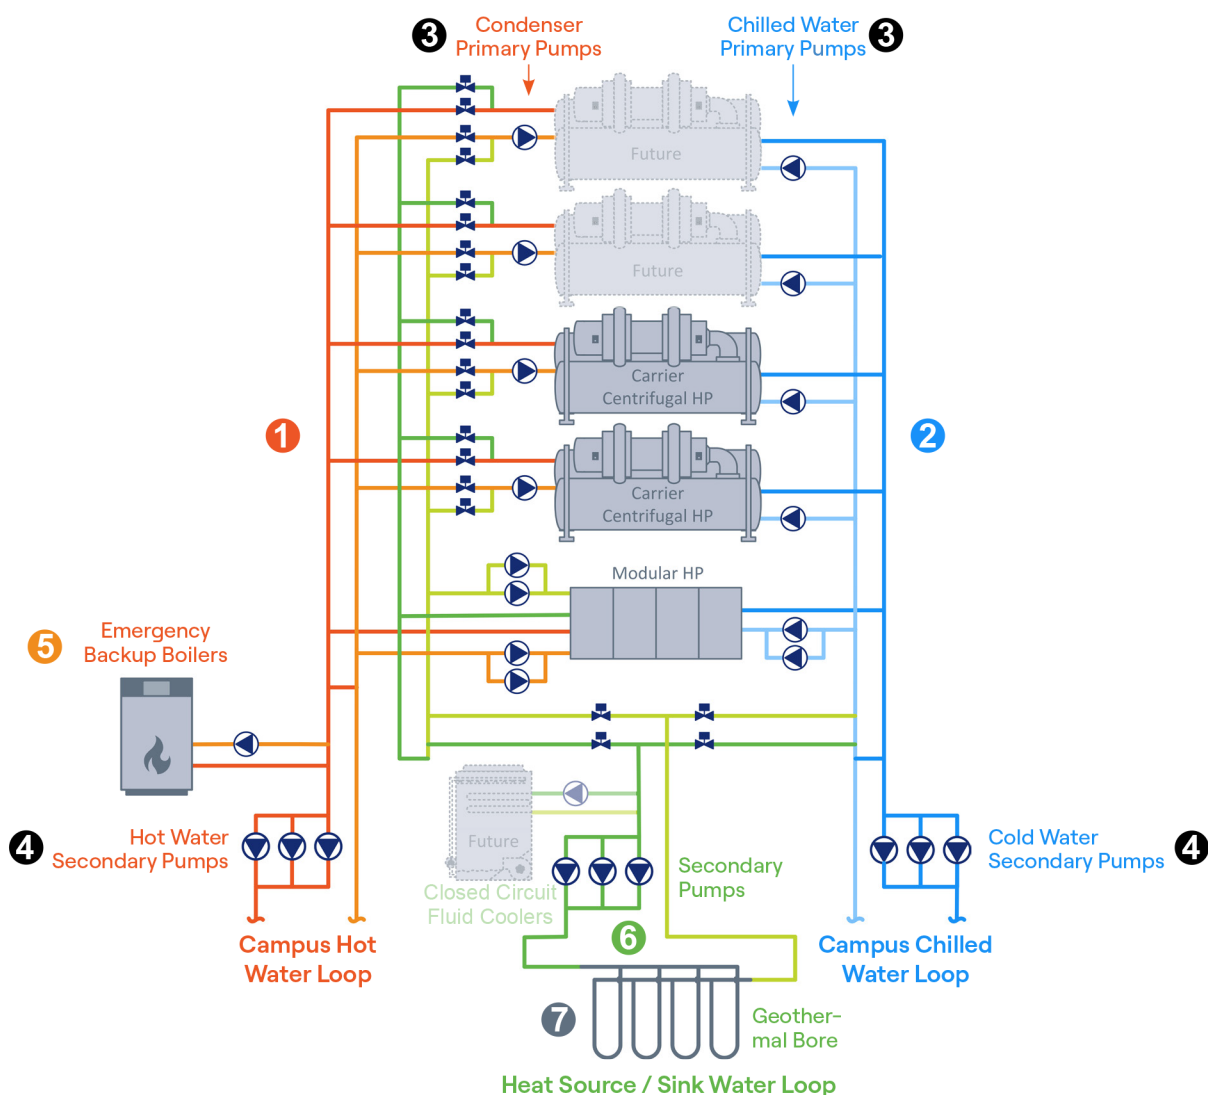 3
Condenser
Primary Pumps
Chilled Water
Primary Pumps
3
Future
Future
Carrier
Centrifugal HP
1
2
Carrier
Centrifugal HP
Modular HP
5
Emergency
Backup Boilers
4
Hot Water
Secondary Pumps
Future
Closed Circuit
Fluid Coolers
Secondary
Pumps
Cold Water
Secondary Pumps
4
Campus Hot
Water Loop
6
Campus Chilled
Water Loop
7
Geother-
mal Bore
Heat Source / Sink Water Loop